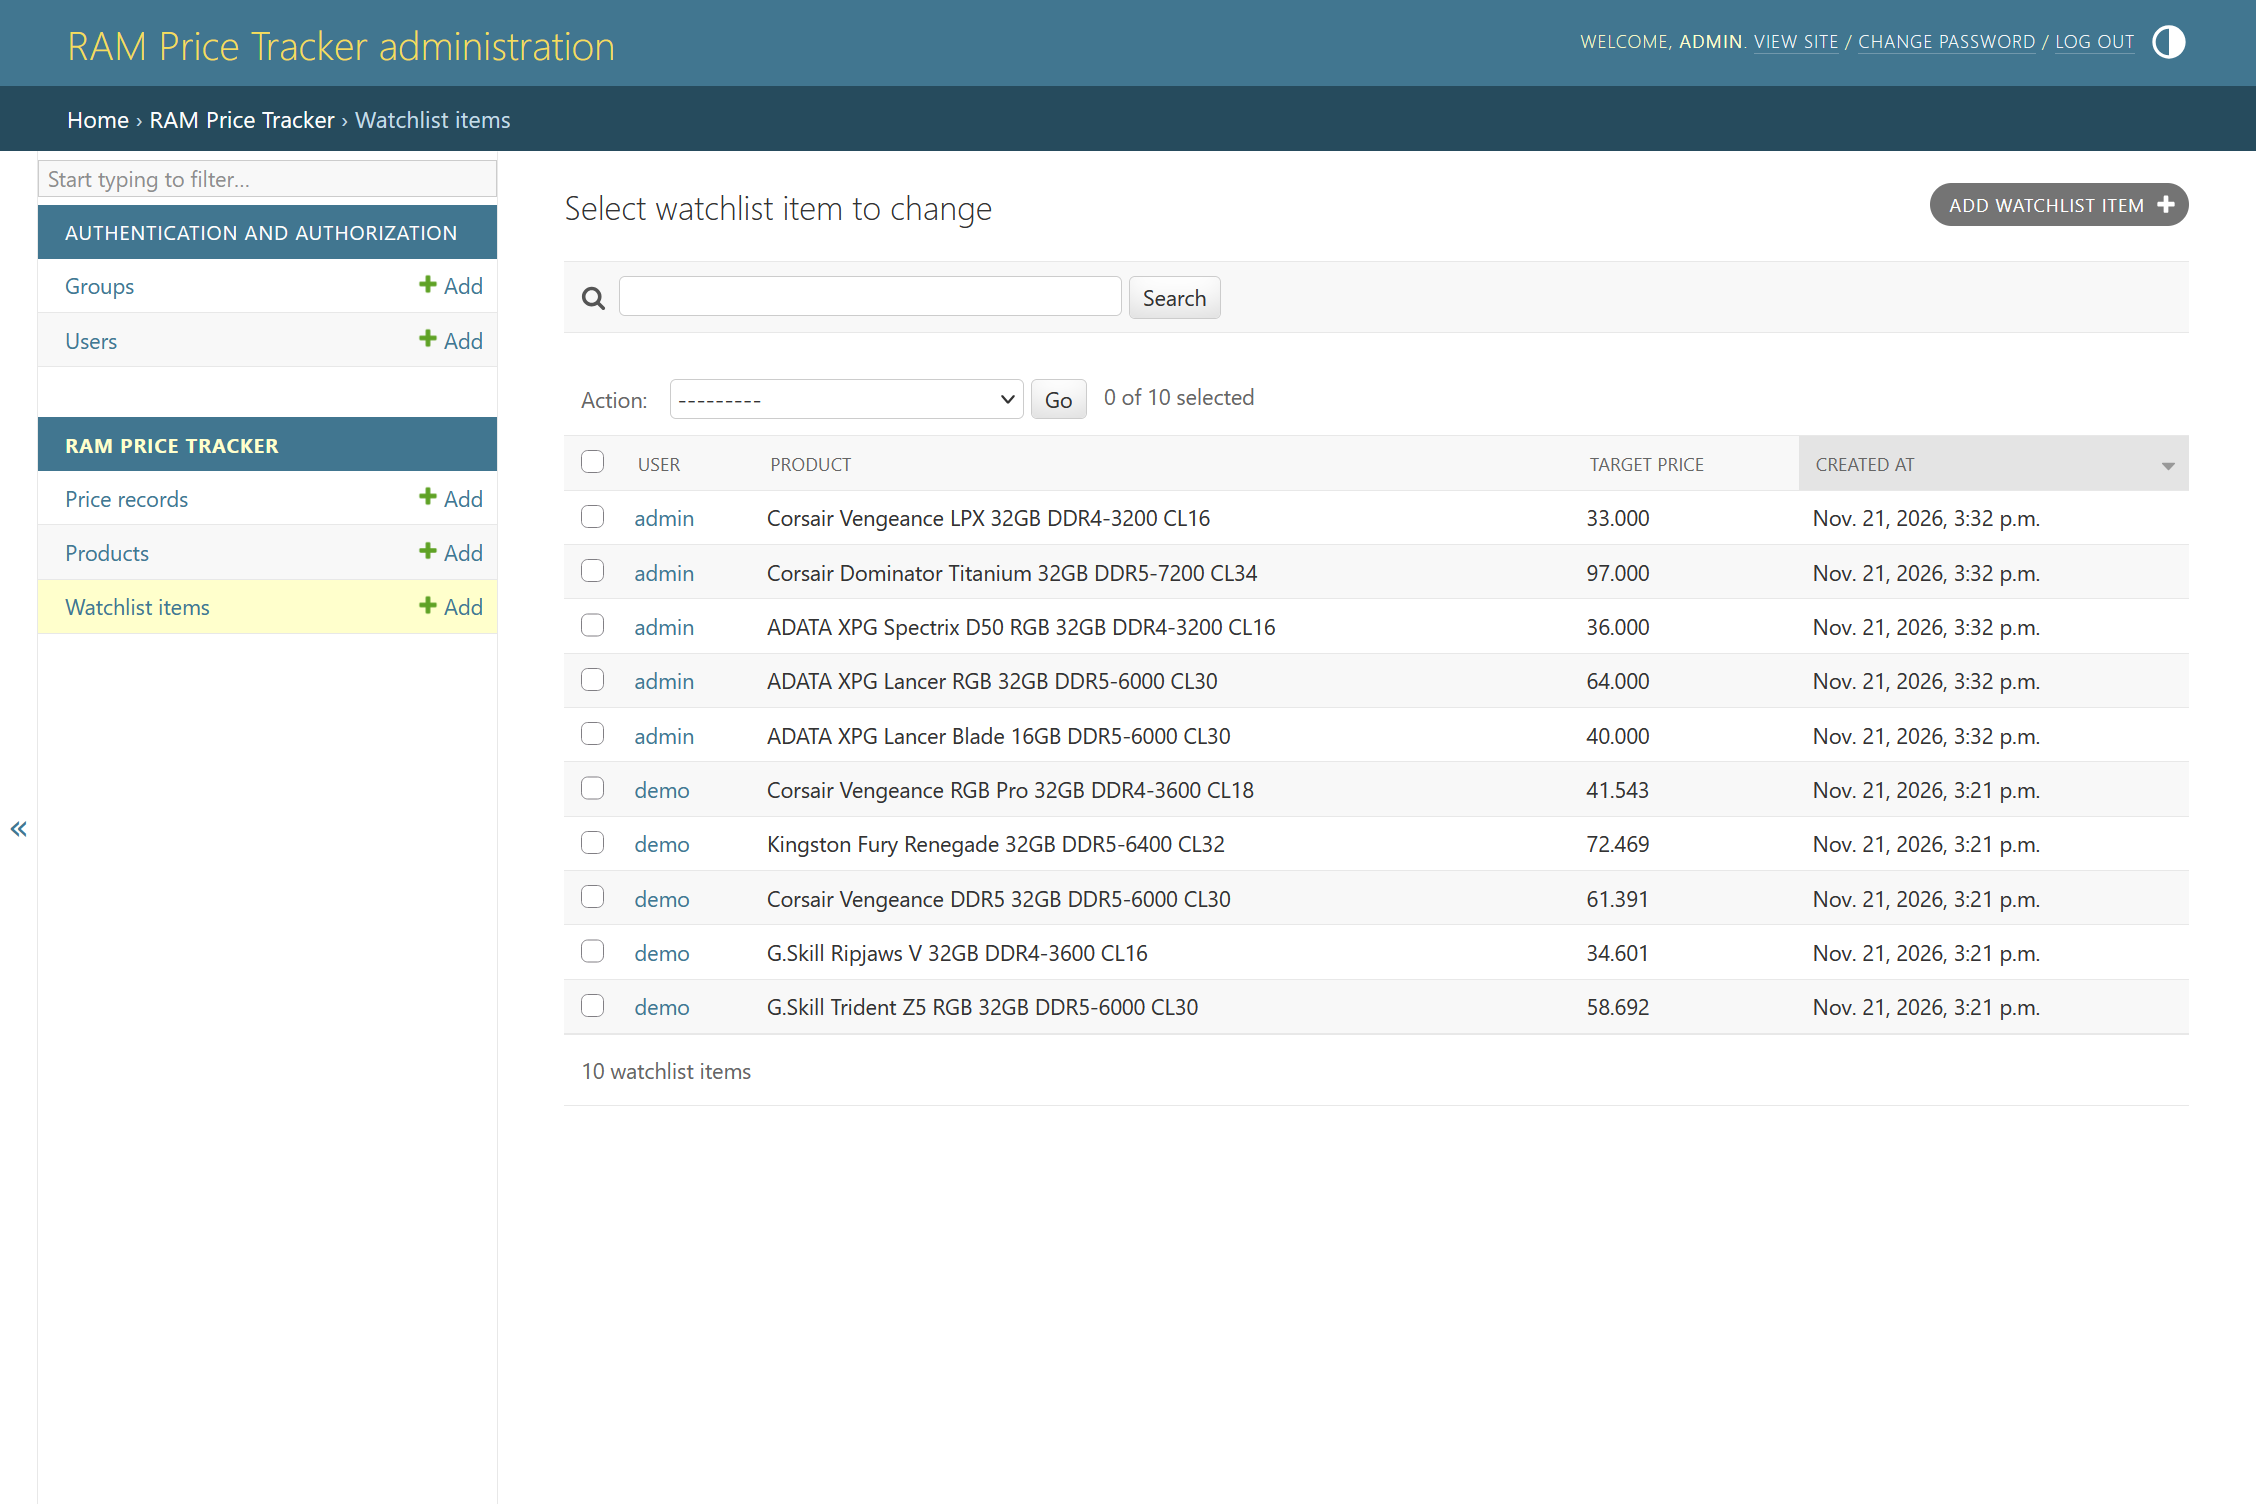 RAM Price Tracker administration
WELCOME, ADMIN. VIEW SITE / CHANGE PASSWORD / LOG OUT
Home › RAM Price Tracker › Watchlist items
Start typing to filter...
AUTHENTICATION AND AUTHORIZATION
Groups Add
Users Add
RAM PRICE TRACKER
Price records Add
Products Add
Watchlist items Add
«
Select watchlist item to change
ADD WATCHLIST ITEM
Search
Action: --------- Go 0 of 10 selected
USER PRODUCT TARGET PRICE CREATED AT
admin Corsair Vengeance LPX 32GB DDR4-3200 CL16 33.000 Nov. 21, 2026, 3:32 p.m.
admin Corsair Dominator Titanium 32GB DDR5-7200 CL34 97.000 Nov. 21, 2026, 3:32 p.m.
admin ADATA XPG Spectrix D50 RGB 32GB DDR4-3200 CL16 36.000 Nov. 21, 2026, 3:32 p.m.
admin ADATA XPG Lancer RGB 32GB DDR5-6000 CL30 64.000 Nov. 21, 2026, 3:32 p.m.
admin ADATA XPG Lancer Blade 16GB DDR5-6000 CL30 40.000 Nov. 21, 2026, 3:32 p.m.
demo Corsair Vengeance RGB Pro 32GB DDR4-3600 CL18 41.543 Nov. 21, 2026, 3:21 p.m.
demo Kingston Fury Renegade 32GB DDR5-6400 CL32 72.469 Nov. 21, 2026, 3:21 p.m.
demo Corsair Vengeance DDR5 32GB DDR5-6000 CL30 61.391 Nov. 21, 2026, 3:21 p.m.
demo G.Skill Ripjaws V 32GB DDR4-3600 CL16 34.601 Nov. 21, 2026, 3:21 p.m.
demo G.Skill Trident Z5 RGB 32GB DDR5-6000 CL30 58.692 Nov. 21, 2026, 3:21 p.m.
10 watchlist items